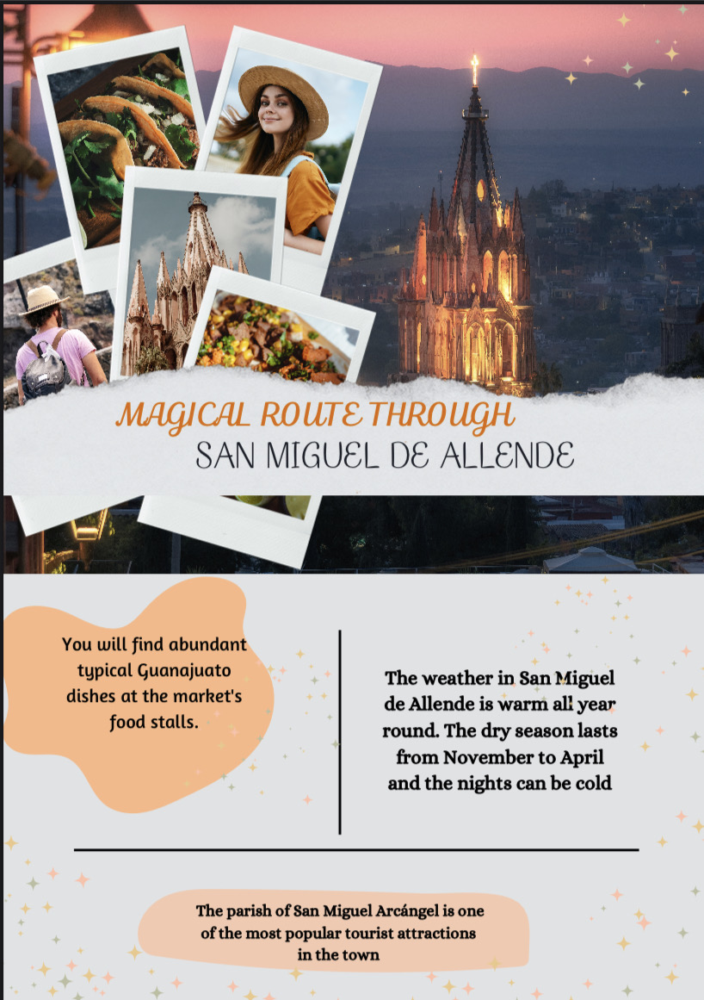 MAGICAL ROUTE THROUGH
SAN MIGUEL DE ALLENDE
You will find abundant
typical Guanajuato
dishes at the market's
food stalls.
The weather in San Miguel
de Allende is warm all year
round. The dry season lasts
from November to April
and the nights can be cold
The parish of San Miguel Arcángel is one
of the most popular tourist attractions
in the town